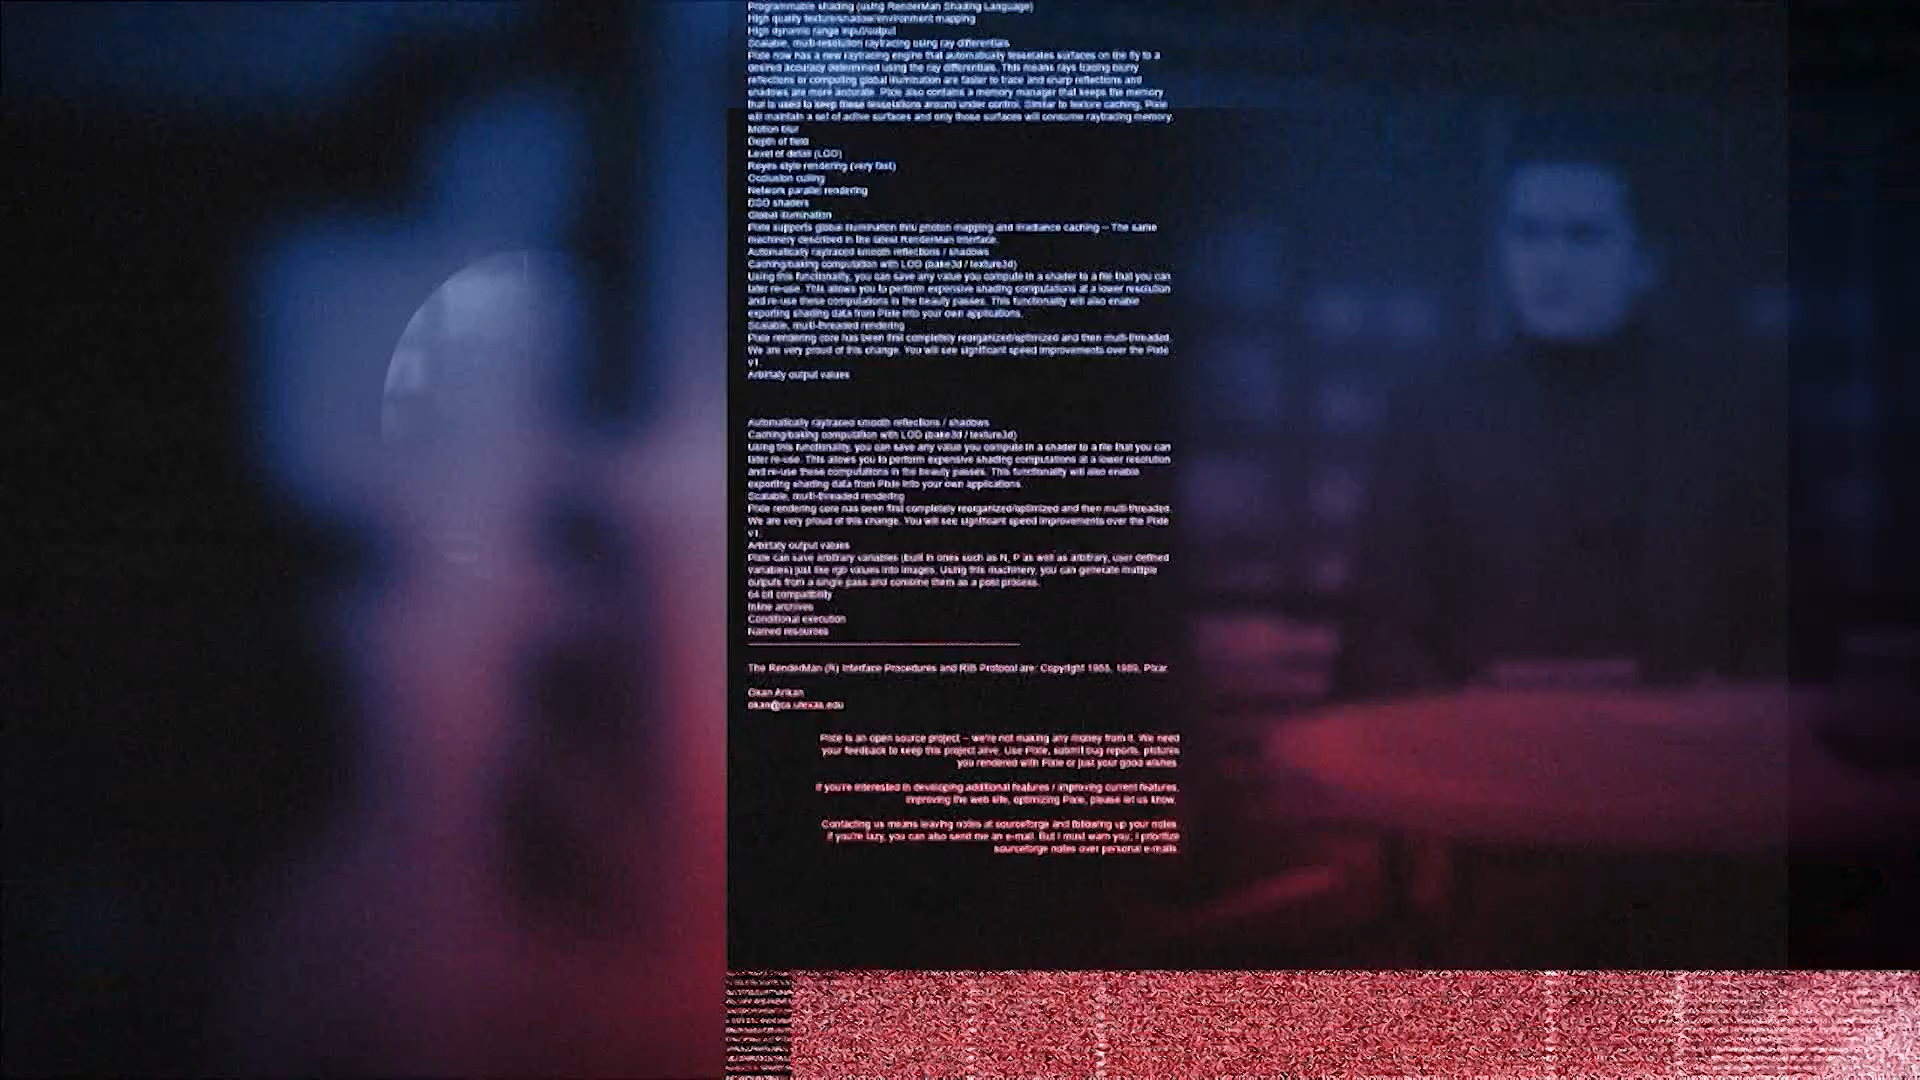 Programmable shading (using RenderMan Shading Language)
High quality texture/shadow/environment mapping
High dynamic range input/output
Scalable, multi-resolution raytracing using ray differentials
Pixie now has a new raytracing engine that automatically tesselates surfaces on the fly to a
desired accuracy determined using the ray differentials. This means rays tracing blurry
reflections or computing global illumination are faster to trace and sharp reflections and
shadows are more accurate. Pixie also contains a memory manager that keeps the memory
that is used to keep these tesselations around under control. Similar to texture caching, Pixie
will maintain a set of active surfaces and only those surfaces will consume raytracing memory.
Motion blur
Depth of field
Level of detail (LOD)
Reyes style rendering (very fast)
Occlusion culling
Network parallel rendering
DSO shaders
Global illumination
Pixie supports global illumination thru photon mapping and irradiance caching -- The same
machinery described in the latest RenderMan Interface.
Automatically raytraced smooth reflections / shadows
Caching/baking computation with LOD (bake3d / texture3d)
Using this functionality, you can save any value you compute in a shader to a file that you can
later re-use. This allows you to perform expensive shading computations at a lower resolution
and re-use these computations in the beauty passes. This functionality will also enable
exporting shading data from Pixie into your own applications.
Scalable, multi-threaded rendering
Pixie rendering core has been first completely reorganized/optimized and then multi-threaded.
We are very proud of this change. You will see significant speed improvements over the Pixie
v1.
Arbitraty output values
Automatically raytraced smooth reflections / shadows
Caching/baking computation with LOD (bake3d / texture3d)
Using this functionality, you can save any value you compute in a shader to a file that you can
later re-use. This allows you to perform expensive shading computations at a lower resolution
and re-use these computations in the beauty passes. This functionality will also enable
exporting shading data from Pixie into your own applications.
Scalable, multi-threaded rendering
Pixie rendering core has been first completely reorganized/optimized and then multi-threaded.
We are very proud of this change. You will see significant speed improvements over the Pixie
v1.
Arbitraty output values
Pixie can save arbitrary variables (built in ones such as N, P as well as arbitrary, user defined
variables) just like rgb values into images. Using this machinery, you can generate multiple
outputs from a single pass and combine them as a post process.
64 bit compatibility
Inline archives
Conditional execution
Named resources
The RenderMan (R) Interface Procedures and RIB Protocol are: Copyright 1988, 1989, Pixar.
Okan Arikan
okan@cs.utexas.edu
Pixie is an open source project -- we're not making any money from it. We need
your feedback to keep this project alive. Use Pixie, submit bug reports, pictures
you rendered with Pixie or just your good wishes.
If you're interested in developing additional features / improving current features,
improving the web site, optimizing Pixie, please let us know.
Contacting us means leaving notes at sourceforge and following up your notes.
If you're lazy, you can also send me an e-mail. But I must warn you: I prioritize
sourceforge notes over personal e-mails.